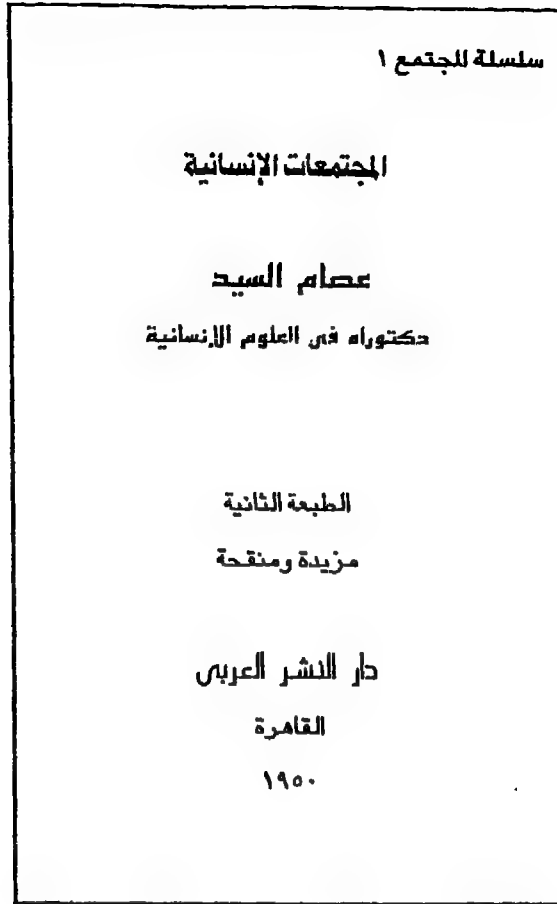 سلسلة المجتمع ١
المجتمعات الإنسانية
عصام السيد
دكتوراه فى العلوم الإنسانية
الطبعة الثانية
مزيدة ومنقحة
دار النشر العربى
القاهرة
١٩٥٠